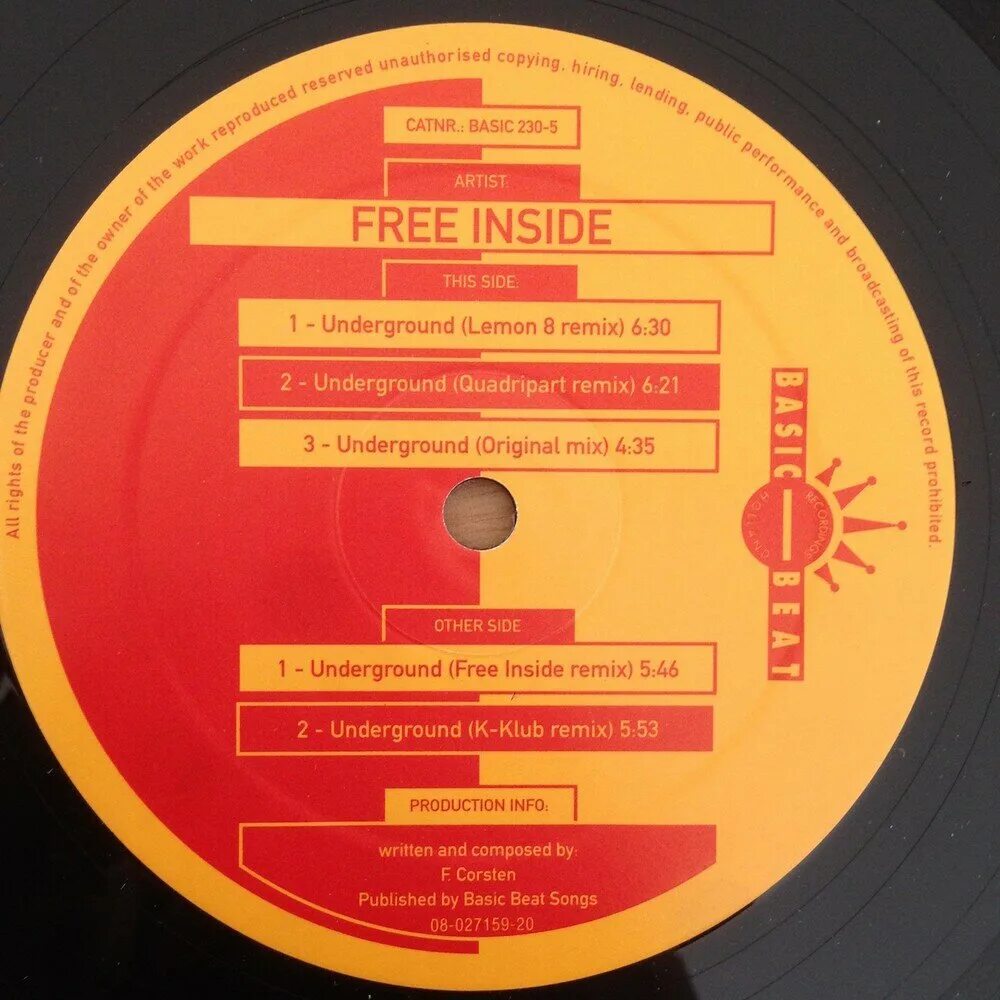 All rights of the producer and of the owner of the work reproduced reserved unauthorised copying, hiring, lending, public performance and broadcasting of this record prohibited.
CATNR.: BASIC 230-5
ARTIST:
FREE INSIDE
THIS SIDE:
1 - Underground (Lemon 8 remix) 6:30
2 - Underground (Quadripart remix) 6:21
3 - Underground (Original mix) 4:35
BASIC BEAT
RECORDINGS
HOLLAND
OTHER SIDE
1 - Underground (Free Inside remix) 5:46
2 - Underground (K-Klub remix) 5:53
PRODUCTION INFO:
written and composed by:
F. Corsten
Published by Basic Beat Songs
08-027159-20